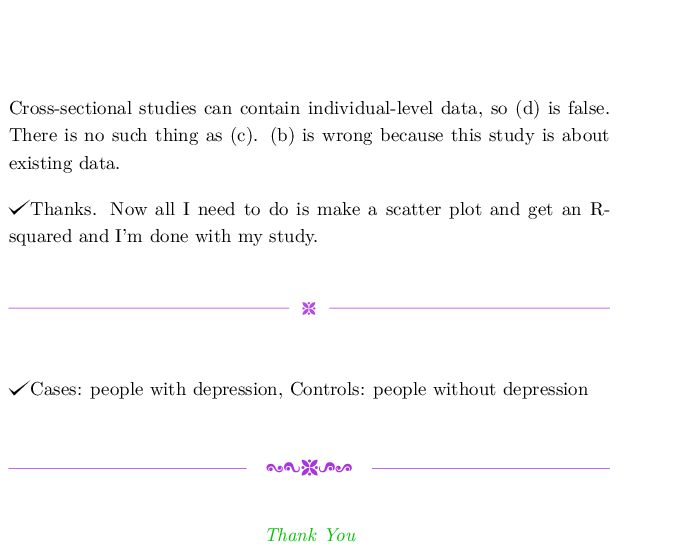 Cross-sectional studies can contain individual-level data, so (d) is false.
There is no such thing as (c). (b) is wrong because this study is about
existing data.
✓Thanks. Now all I need to do is make a scatter plot and get an R-
squared and I'm done with my study.
✓Cases: people with depression, Controls: people without depression
Thank You